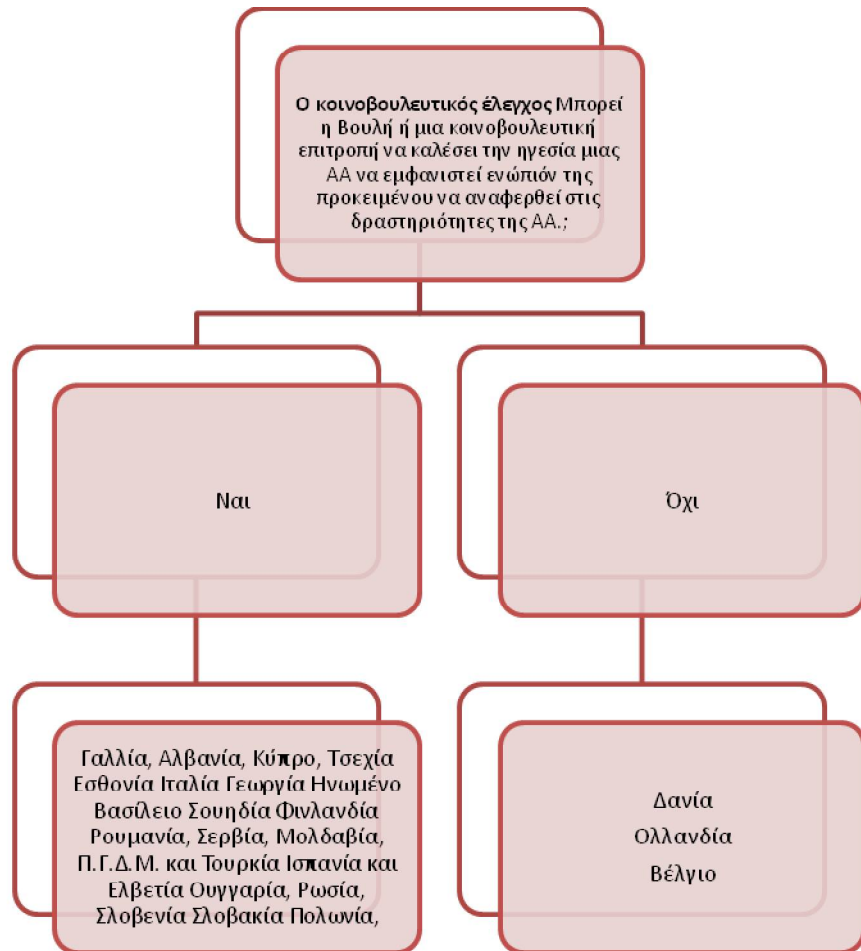 Ο κοινοβουλευτικός έλεγχος Μπορεί
η Βουλή ή μια κοινοβουλευτική
επιτροπή να καλέσει την ηγεσία μιας
ΑΑ να εμφανιστεί ενώπιόν της
προκειμένου να αναφερθεί στις
δραστηριότητες της ΑΑ.;
Ναι
Όχι
Γαλλία, Αλβανία, Κύπρο, Τσεχία
Εσθονία Ιταλία Γεωργία Ηνωμένο
Βασίλειο Σουηδία Φινλανδία
Ρουμανία, Σερβία, Μολδαβία,
Π.Γ.Δ.Μ. και Τουρκία Ισπανία και
Ελβετία Ουγγαρία, Ρωσία,
Σλοβενία Σλοβακία Πολωνία,
Δανία
Ολλανδία
Βέλγιο